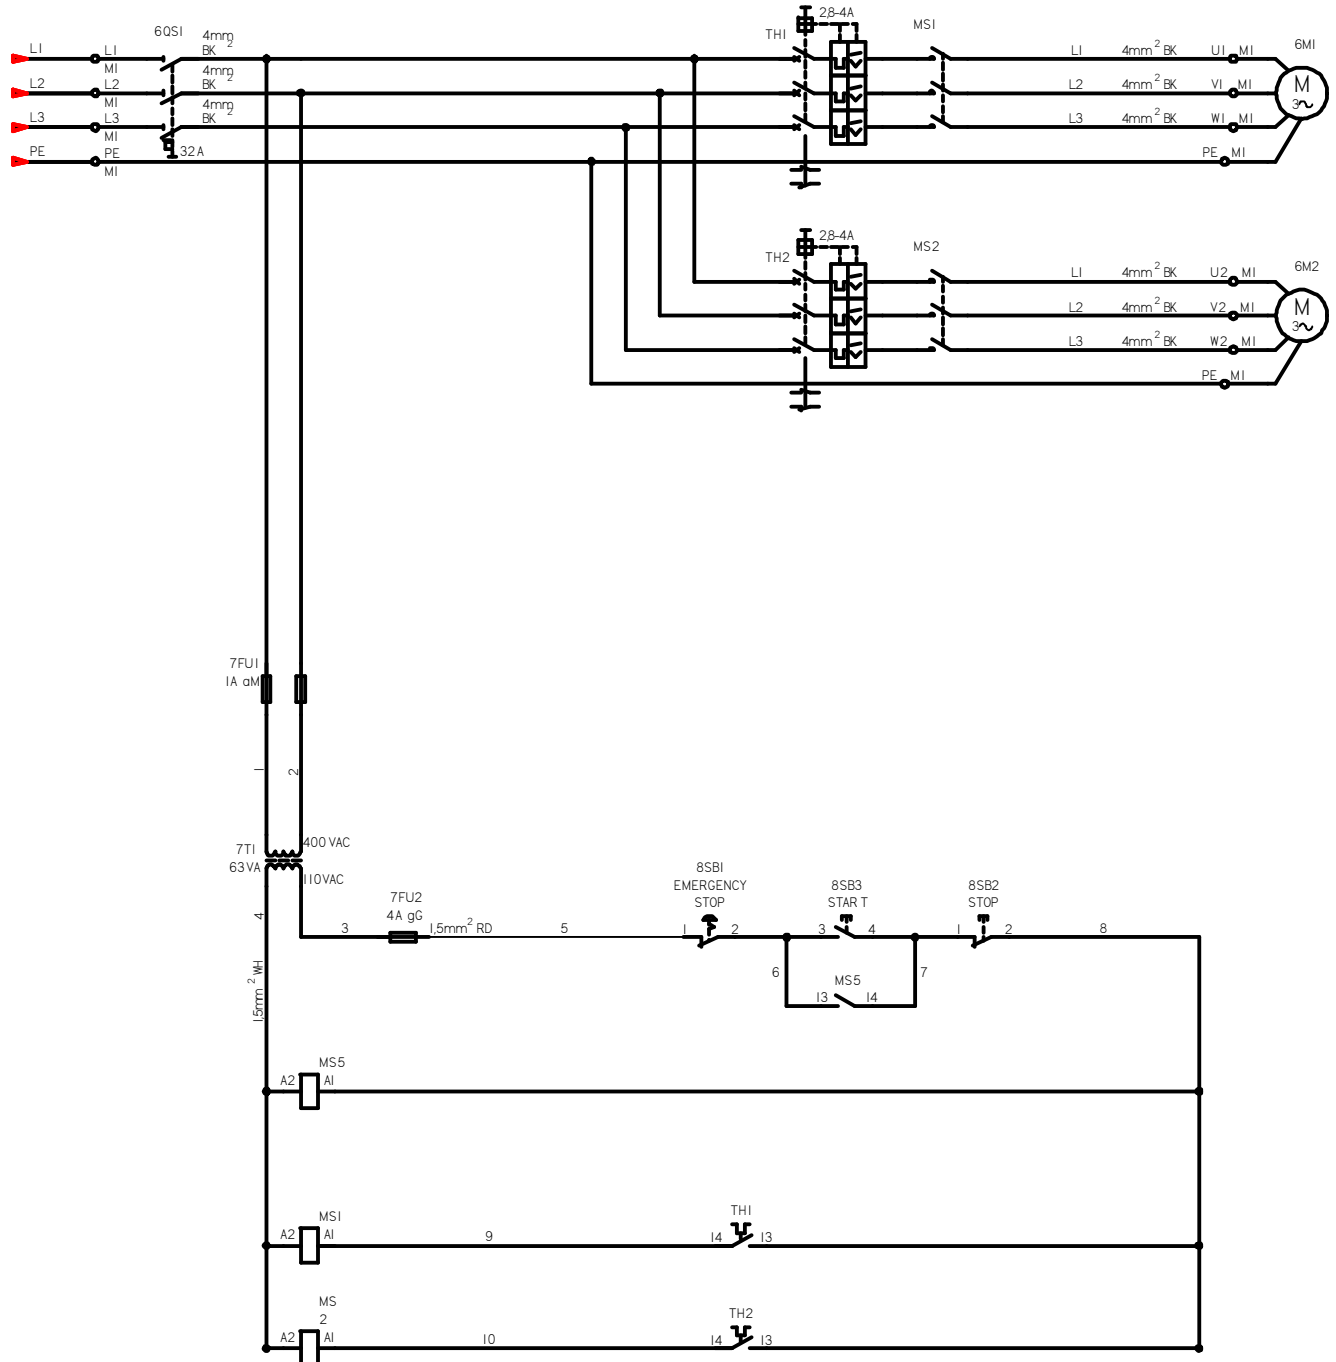 6QS1
4mm²
BK
L1
L1
M1
4mm²
BK
L2
L2
M1
4mm²
BK
L3
L3
M1
32A
PE
PE
M1
2,8-4A
TH1
MS1
L1 4mm² BK U1 M1
L2 4mm² BK V1 M1
L3 4mm² BK W1 M1
PE M1
6M1
M
3~
2,8-4A
TH2
MS2
L1 4mm² BK U2 M1
L2 4mm² BK V2 M1
L3 4mm² BK W2 M1
PE M1
6M2
M
3~
7FU1
1A aM
1
2
7T1
63VA
400 VAC
110VAC
4
1,5mm² WH
3
7FU2
4A gG
1,5mm² RD
5
8SB1
EMERGENCY
STOP
1 2
8SB3
START
3 4
8SB2
STOP
1 2
8
6
MS5
13 14
7
MS5
A2 A1
MS1
A2 A1
9
TH1
14 13
MS
2
A2 A1
10
TH2
14 13